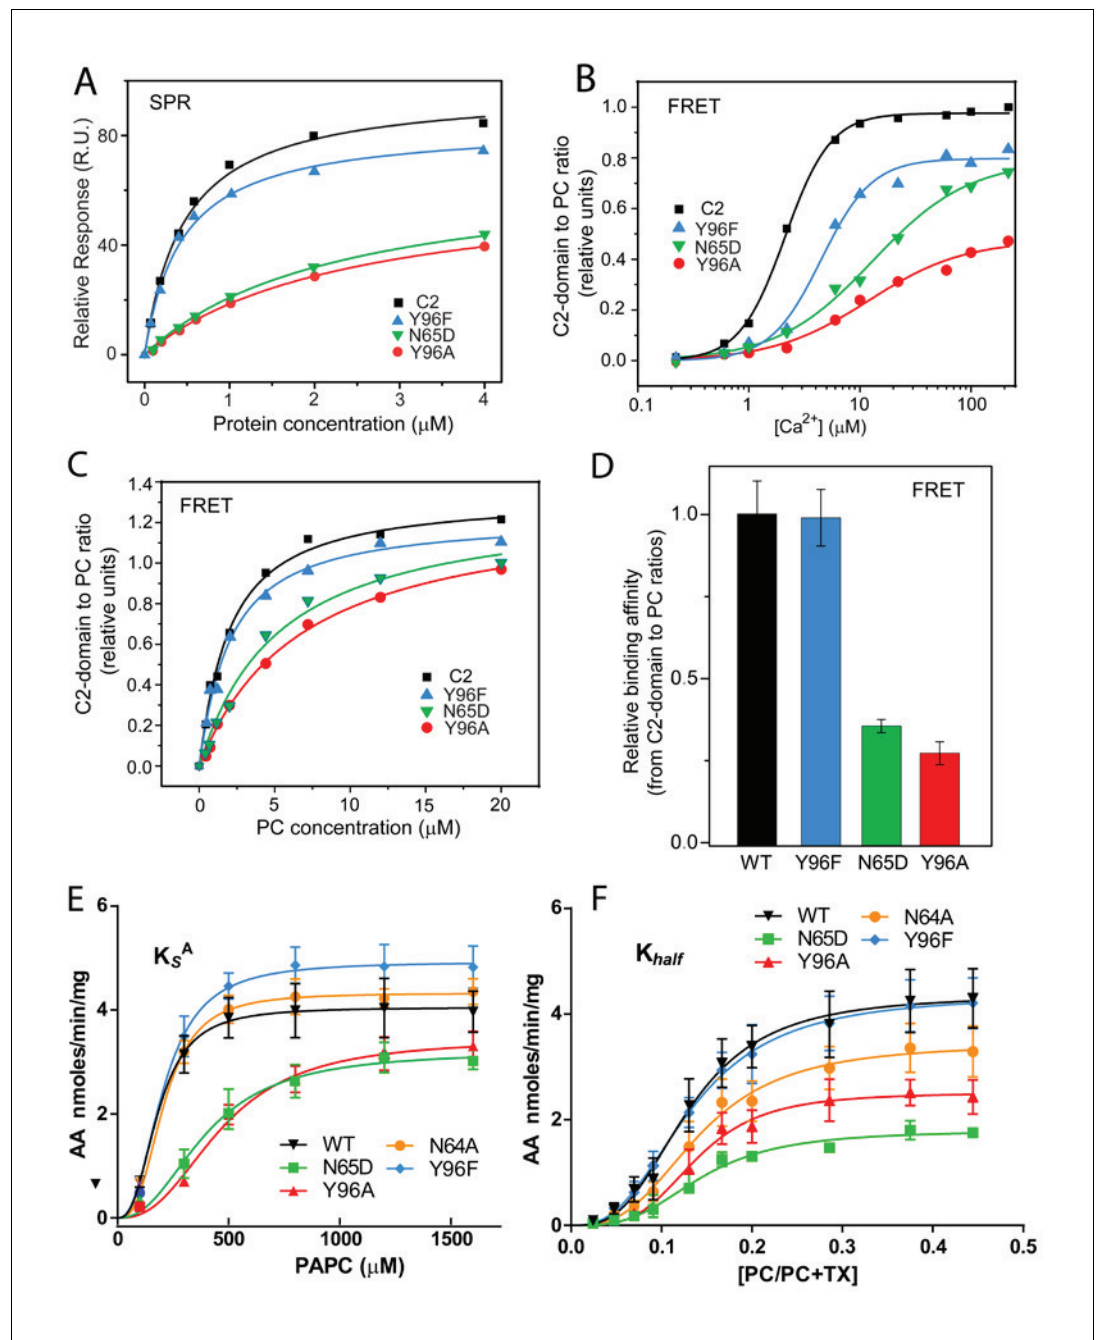 A
SPR
Relative Response (R.U.)
80
40
0
0
1
2
3
4
Protein concentration (μM)
C2
Y96F
N65D
Y96A
B
FRET
C2-domain to PC ratio
(relative units)
1.0
0.8
0.6
0.4
0.2
0.0
0.1
1
10
100
[Ca²⁺] (μM)
C2
Y96F
N65D
Y96A
C
FRET
C2-domain to PC ratio
(relative units)
1.4
1.2
1.0
0.8
0.6
0.4
0.2
0.0
0
5
10
15
20
PC concentration (μM)
C2
Y96F
N65D
Y96A
D
FRET
Relative binding affinity
(from C2-domain to PC ratios)
1.0
0.5
0.0
WT Y96F N65D Y96A
E
K_S^A
AA nmoles/min/mg
6
4
2
0
0
500
1000
1500
PAPC (μM)
WT
N65D
Y96A
N64A
Y96F
F
K_half
AA nmoles/min/mg
6
4
2
0
0.0
0.1
0.2
0.3
0.4
0.5
[PC/PC+TX]
WT
N65D
Y96A
N64A
Y96F